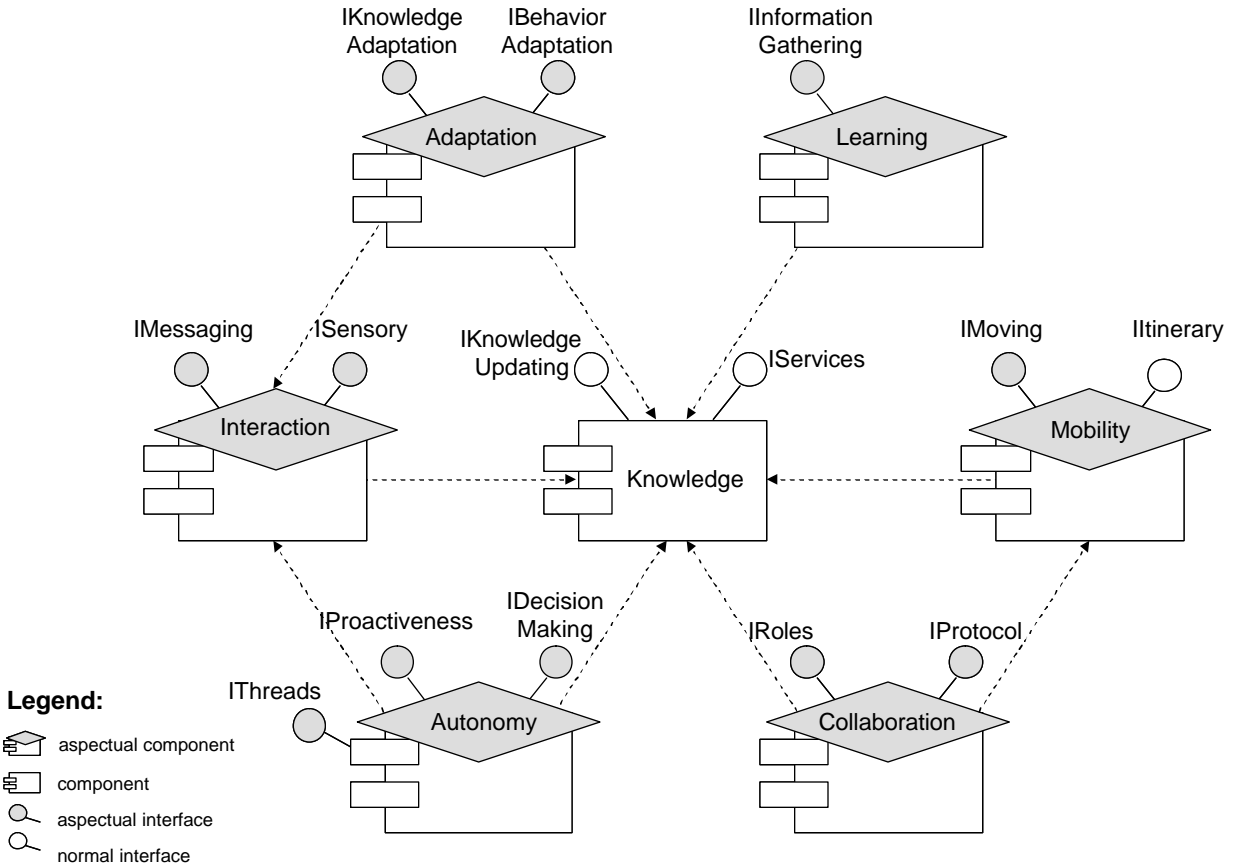 IKnowledge
Adaptation
IBehavior
Adaptation
IInformation
Gathering
Adaptation
Learning
IMessaging
ISensory
IKnowledge
Updating
IServices
IMoving
IItinerary
Interaction
Knowledge
Mobility
IProactiveness
IDecision
Making
IRoles
IProtocol
IThreads
Autonomy
Collaboration
Legend:
aspectual component
component
aspectual interface
normal interface